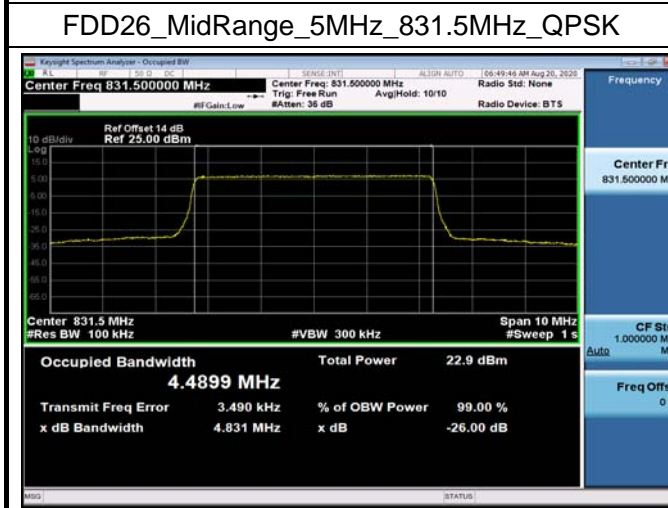 FDD26_MidRange_5MHz_831.5MHz_QPSK
Keysight Spectrum Analyzer - Occupied BW
RL RF 50 Ω DC SENSE:INT ALIGN AUTO 06:49:46 AM Aug 20, 2020
Center Freq 831.500000 MHz Center Freq: 831.500000 MHz Radio Std: None
Trig: Free Run Avg|Hold: 10/10
#IFGain:Low #Atten: 36 dB Radio Device: BTS
Frequency
Ref Offset 14 dB
10 dB/div Ref 25.00 dBm
Log
15.0
5.00
-5.00
-15.0
-25.0
-35.0
-45.0
-55.0
-65.0
Center 831.5 MHz Span 10 MHz
#Res BW 100 kHz #VBW 300 kHz #Sweep 1 s
Center Fr
831.500000 M
CF St
1.000000 M
Auto M
Freq Offs
0
Occupied Bandwidth Total Power 22.9 dBm
4.4899 MHz
Transmit Freq Error 3.490 kHz % of OBW Power 99.00 %
x dB Bandwidth 4.831 MHz x dB -26.00 dB
MSG STATUS